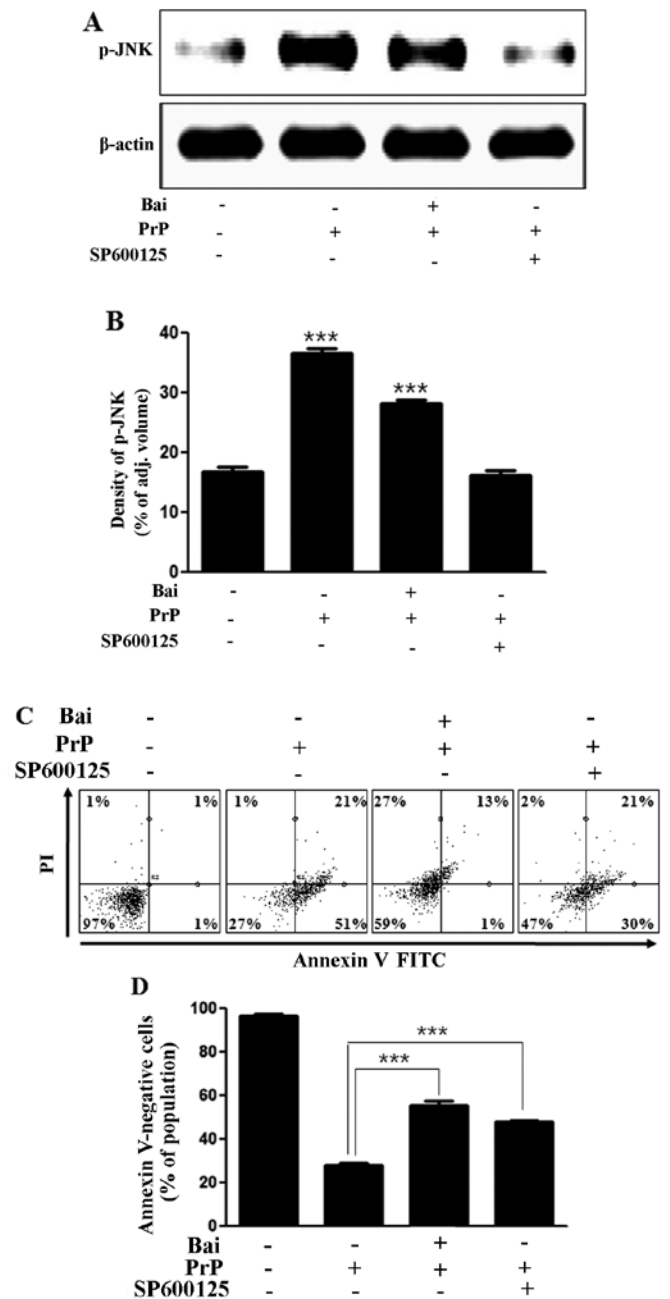 A
p-JNK
β-actin
Bai - - + -
PrP - + + +
SP600125 - - - +
B
***
***
Density of p-JNK
(% of adj. volume)
40
30
20
10
0
Bai - - + -
PrP - + + +
SP600125 - - - +
C
Bai - - + -
PrP - + + +
SP600125 - - - +
PI
1% 1% 1% 21% 27% 13% 2% 21%
R2
97% 1% 27% 51% 59% 1% 47% 30%
Annexin V FITC
D
***
***
Annexin V-negative cells
(% of population)
100
80
60
40
20
0
Bai - - + -
PrP - + + +
SP600125 - - - +